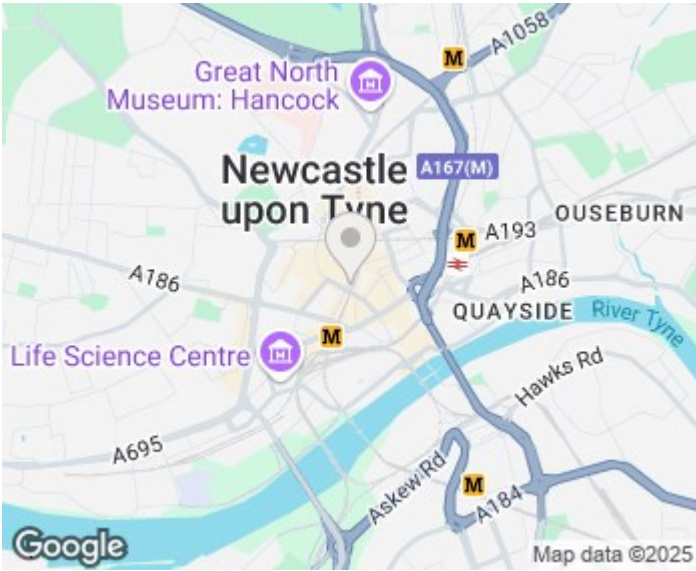 A1058
M
Great North
Museum: Hancock
Newcastle
upon Tyne
A167(M)
OUSEBURN
M
A193
A186
A186
QUAYSIDE
River Tyne
M
Life Science Centre
Hawks Rd
A695
Askew Rd
M
A184
Google
Map data ©2025